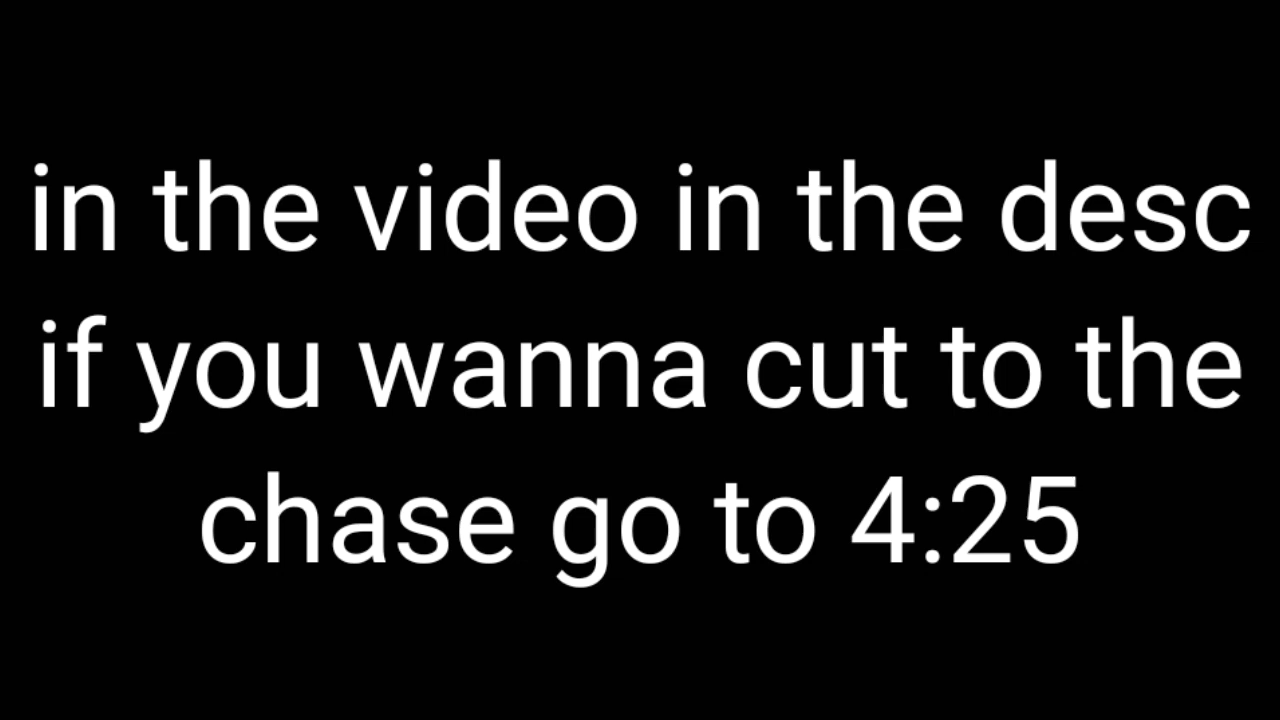 in the video in the desc
if you wanna cut to the
chase go to 4:25